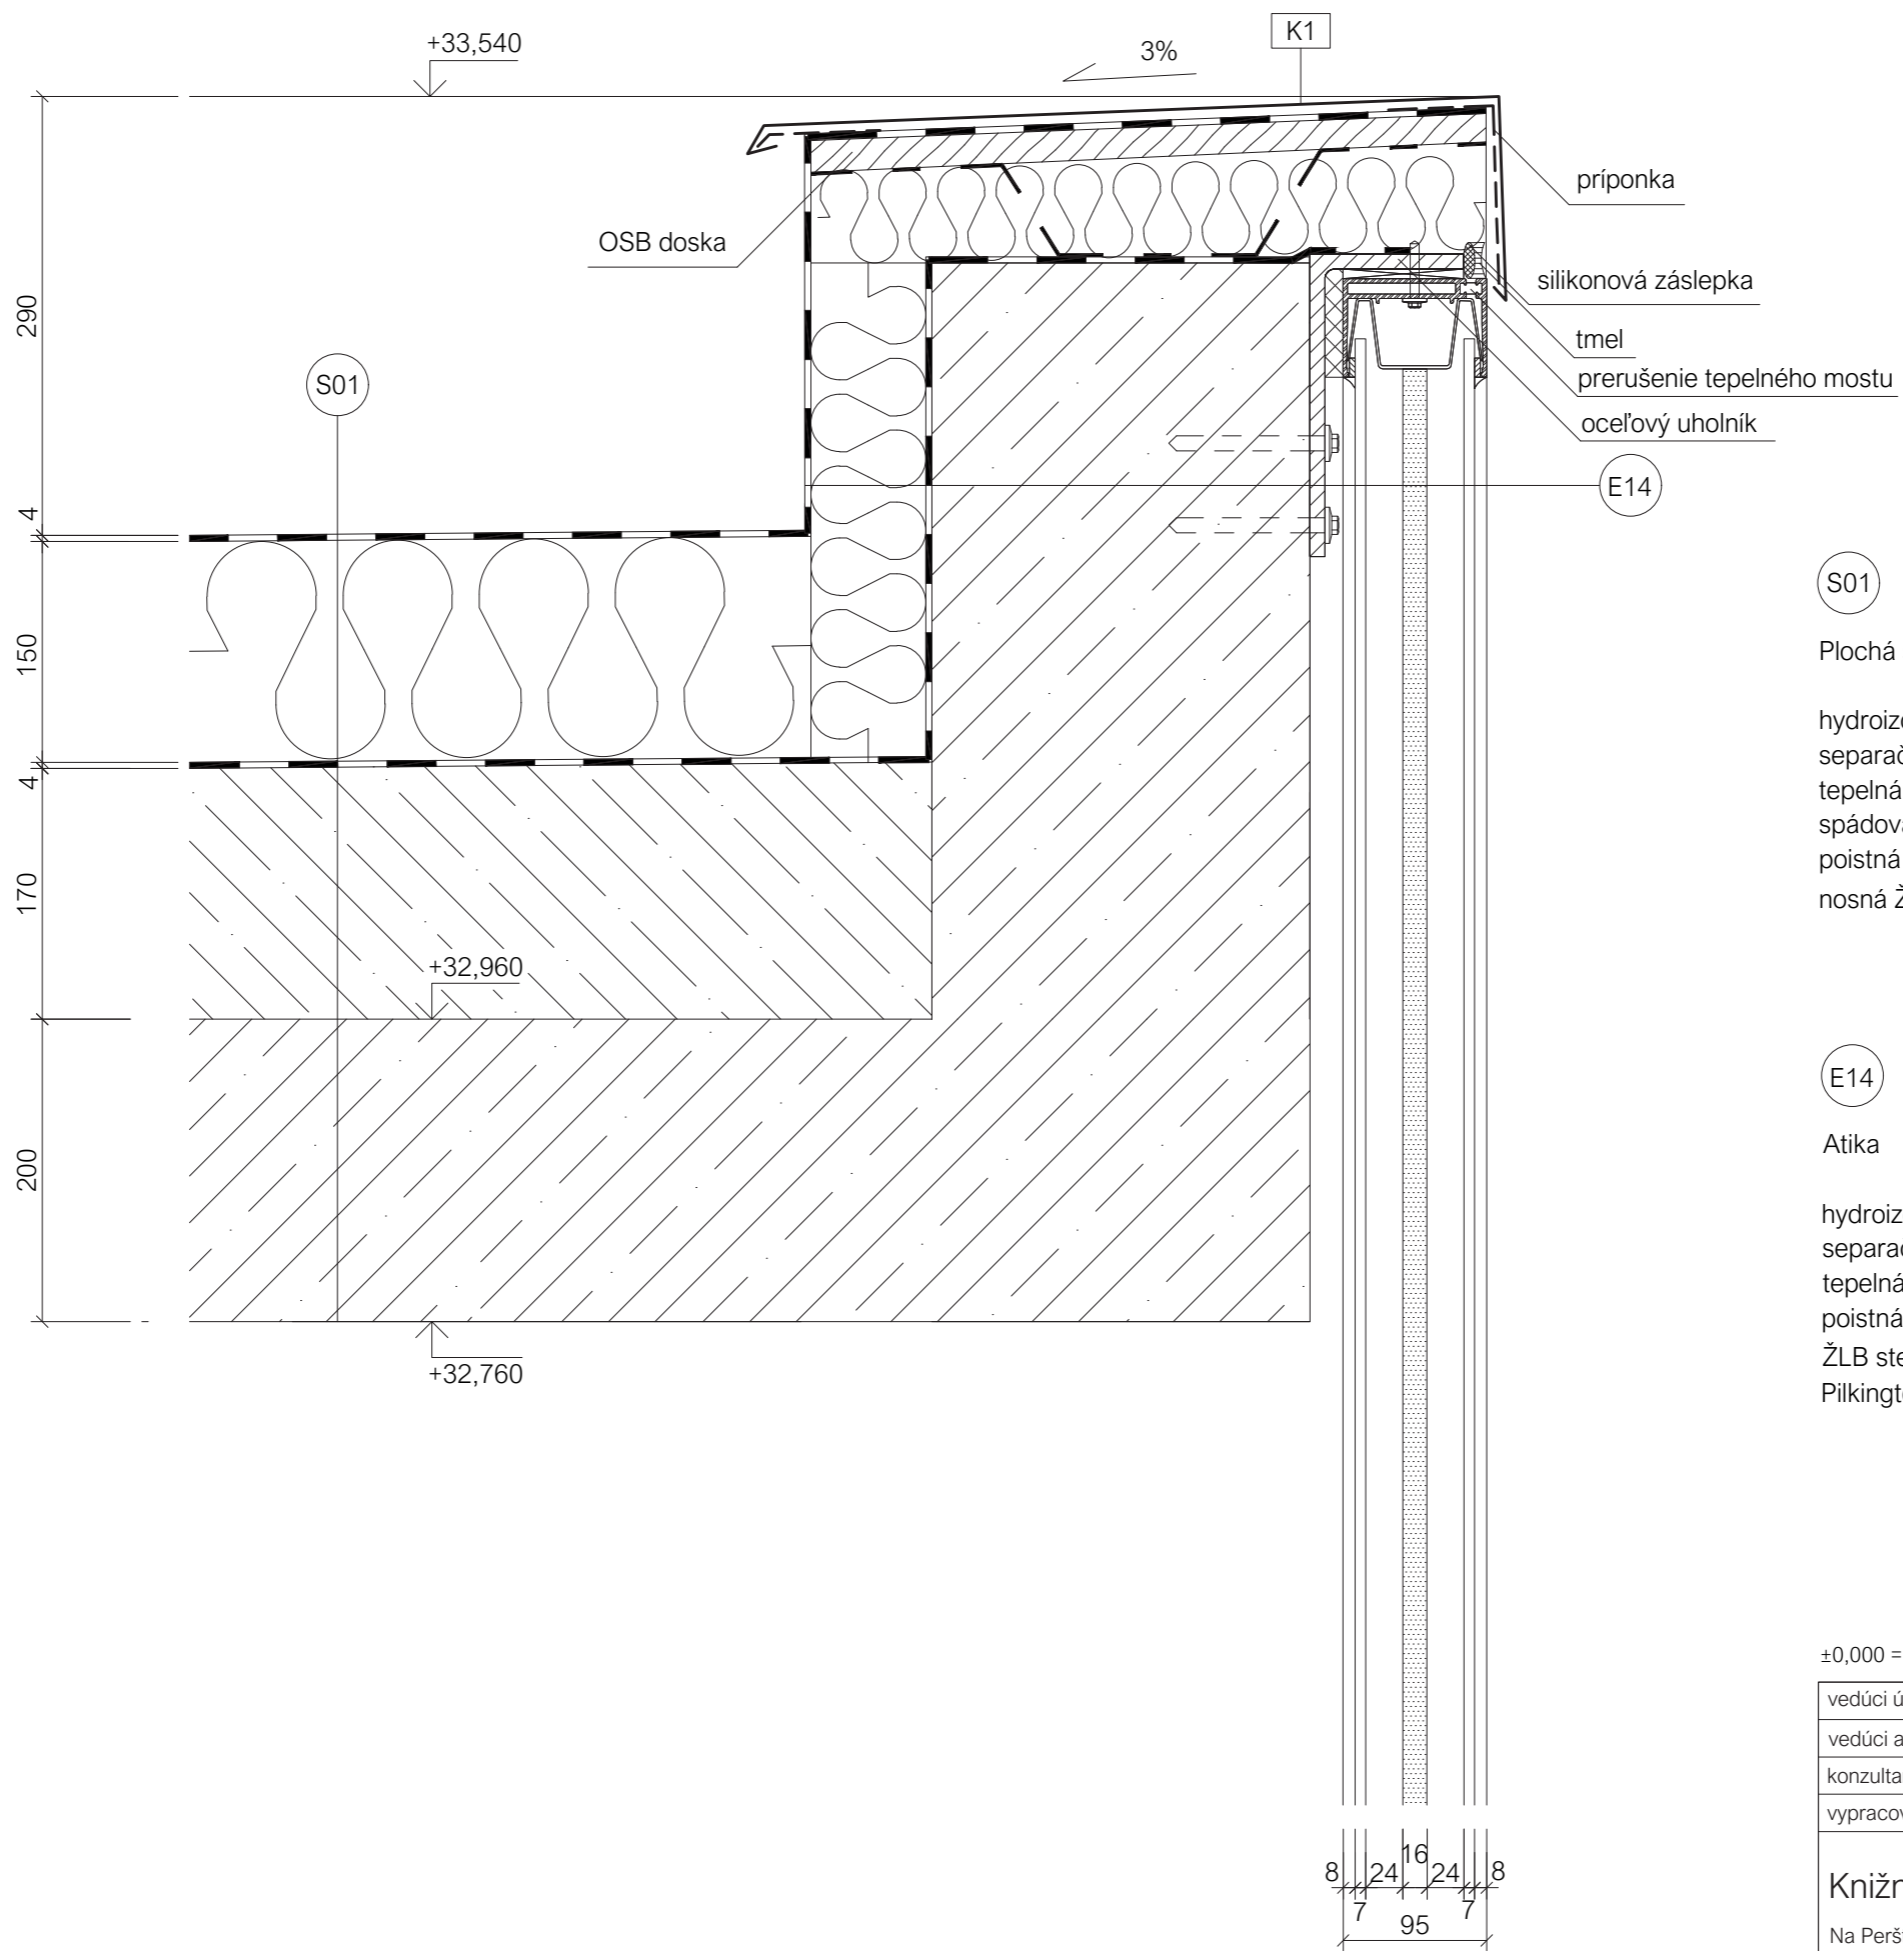 +33,540
3%
K1
príponka
OSB doska
silikonová záslepka
tmel
prerušenie tepelného mostu
oceľový uholník
S01
E14
290
4
150
4
170
200
+32,960
+32,760
S01
Plochá
hydroiz
separač
tepelná
spádov
poistná
nosná Ž
E14
Atika
hydroiz
separa
tepelná
poistná
ŽLB ste
Pilkingt
±0,000 =
vedúci ú
vedúci a
konzulta
vypracov
Knižn
Na Peršt
8
7
24
16
24
7
8
95